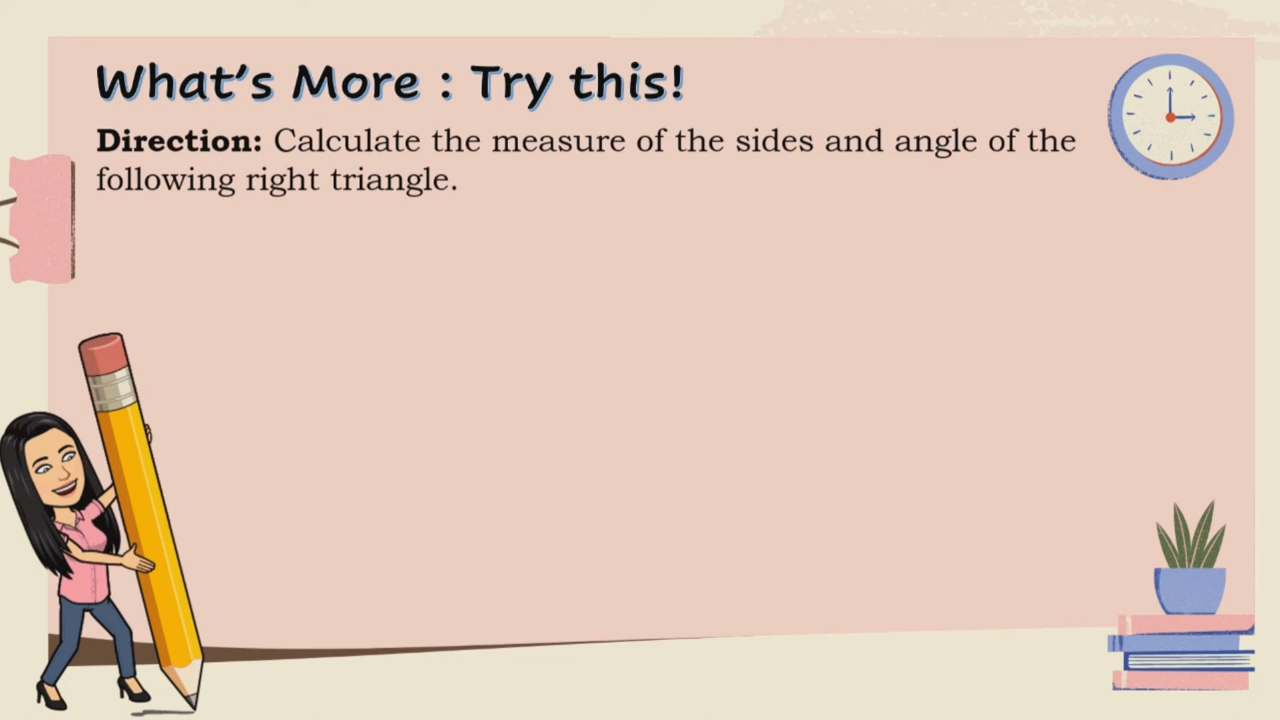 What's More : Try this!
Direction: Calculate the measure of the sides and angle of the
following right triangle.